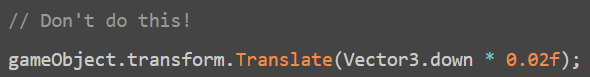 // Don't do this!
gameObject.transform.Translate(Vector3.down * 0.02f);